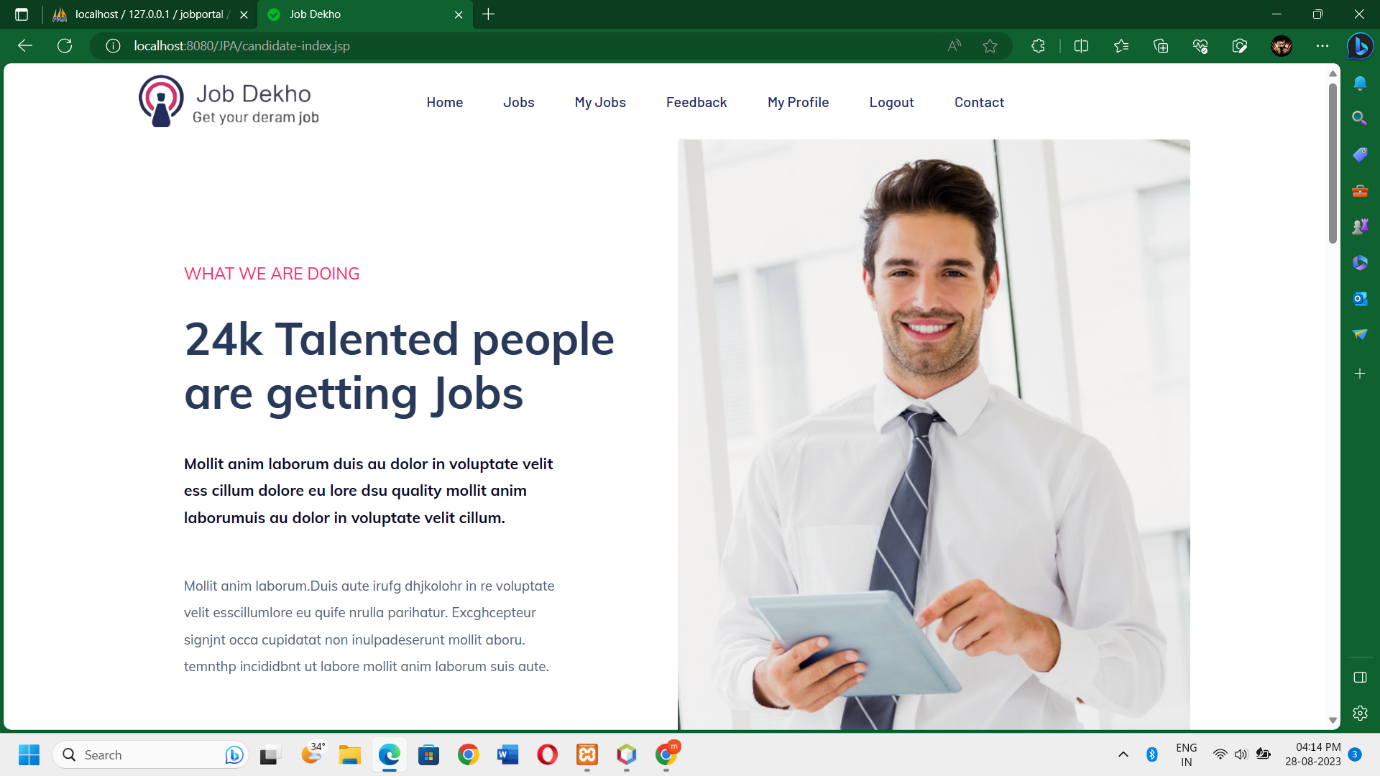 localhost / 127.0.0.1 / jobportal /
Job Dekho
localhost:8080/JPA/candidate-index.jsp
Job Dekho
Get your deram job
Home
Jobs
My Jobs
Feedback
My Profile
Logout
Contact
WHAT WE ARE DOING
24k Talented people
are getting Jobs
Mollit anim laborum duis au dolor in voluptate velit
ess cillum dolore eu lore dsu quality mollit anim
laborumuis au dolor in voluptate velit cillum.
Mollit anim laborum.Duis aute irufg dhjkolohr in re voluptate
velit esscillumlore eu quife nrulla parihatur. Excghcepteur
signjnt occa cupidatat non inulpadeserunt mollit aboru.
temnthp incididbnt ut labore mollit anim laborum suis aute.
Search
34°
ENG
IN
04:14 PM
28-08-2023
3